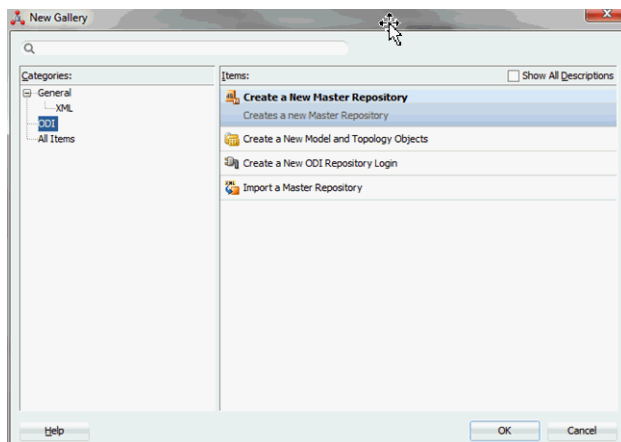 New Gallery
Categories:
General
XML
ODI
All Items
Items:
Show All Descriptions
Create a New Master Repository
Creates a new Master Repository
Create a New Model and Topology Objects
Create a New ODI Repository Login
Import a Master Repository
Help
OK
Cancel